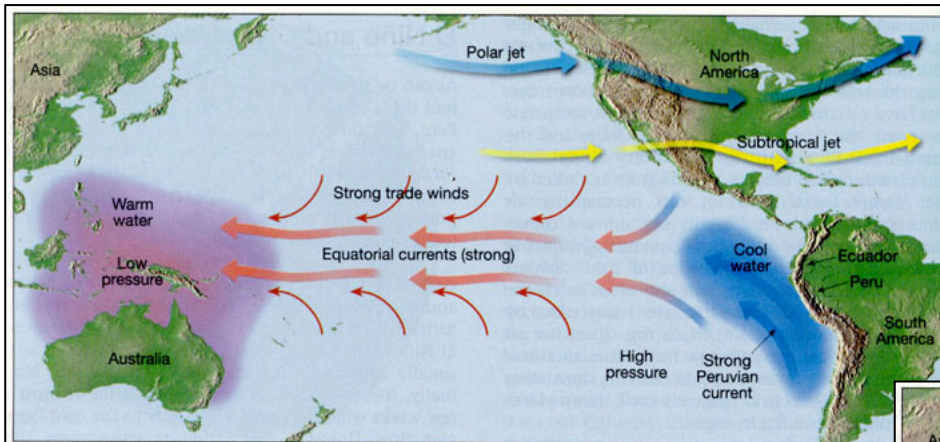 Asia
Polar jet
North
America
Subtropical jet
Strong trade winds
Warm
water
Equatorial currents (strong)
Low
pressure
Cool
water
Ecuador
Peru
Australia
High
pressure
Strong
Peruvian
current
South
America